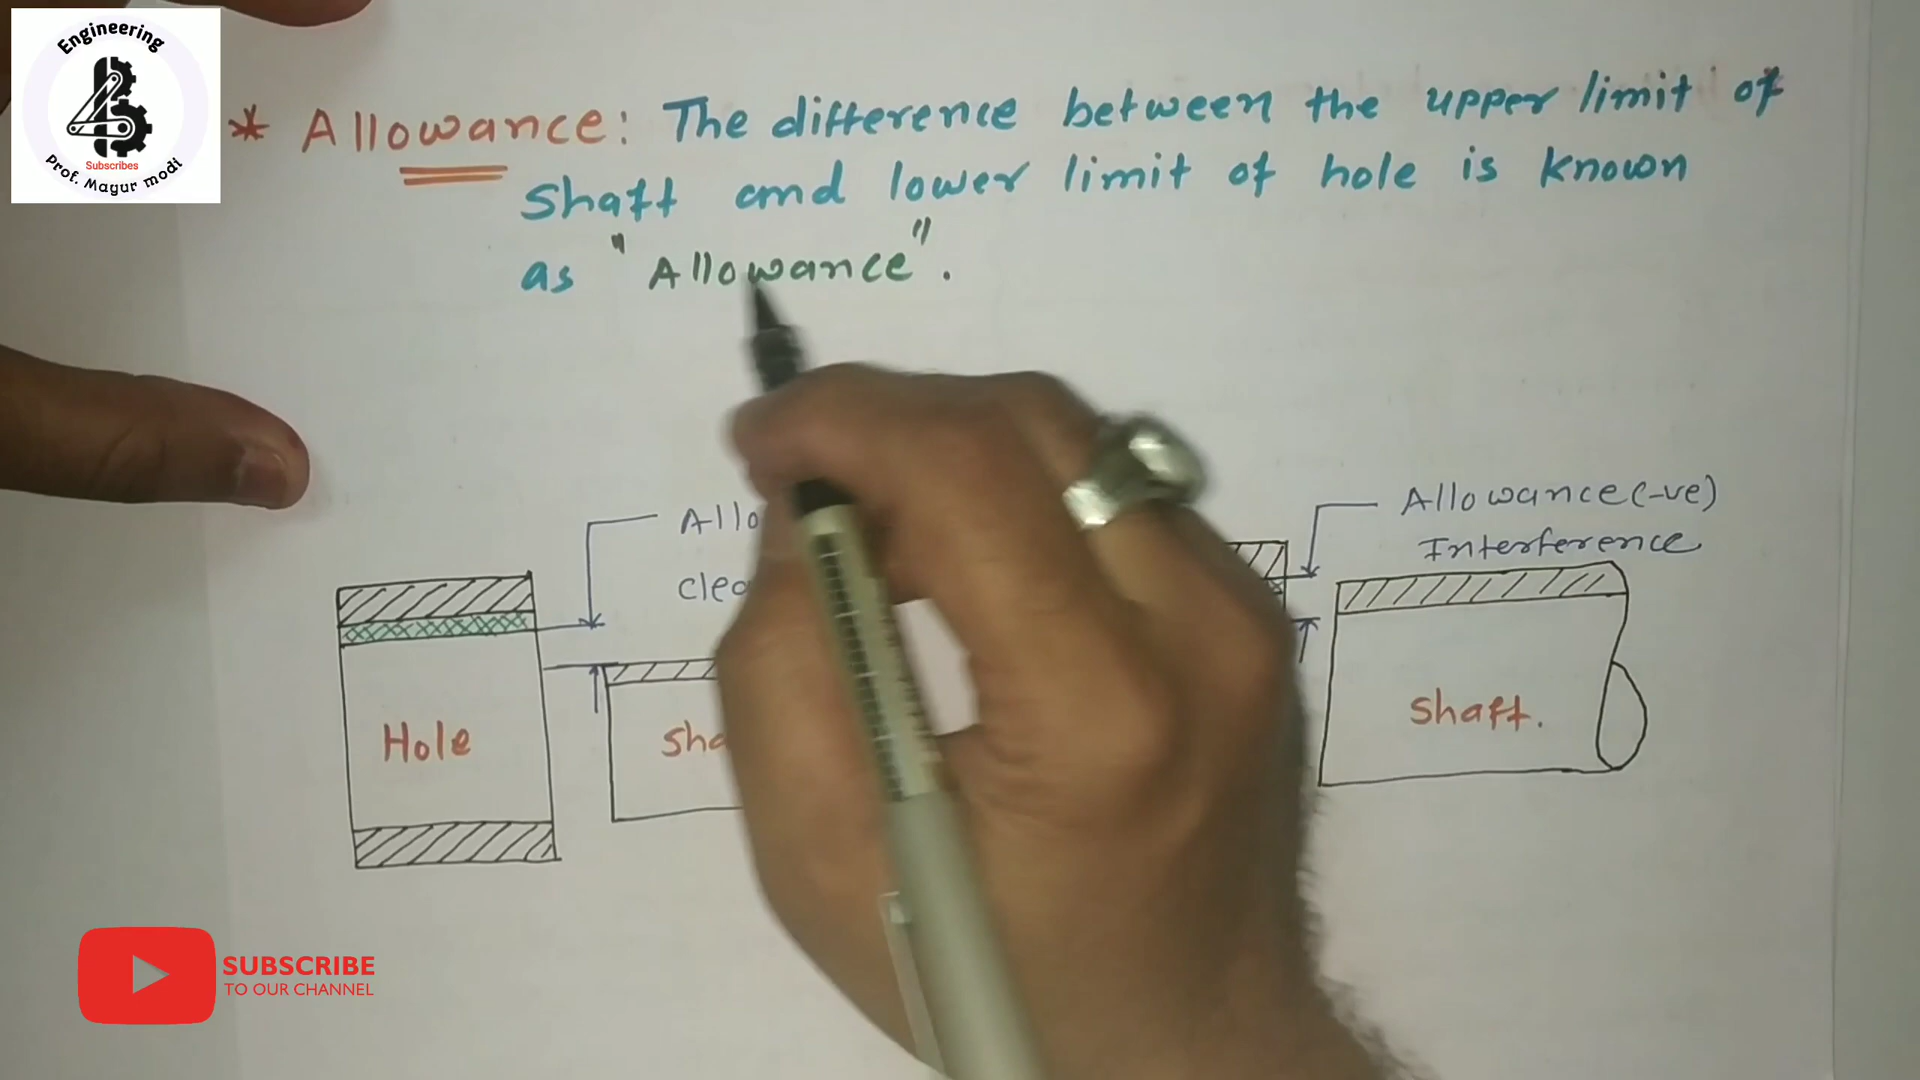 Engineering
Subscribes
Prof. Mayur modi
* Allowance: The difference between the upper limit of
shaft and lower limit of hole is known
as "Allowance".
Allowance(-ve)
Interference
Hole
shaft.
SUBSCRIBE
TO OUR CHANNEL